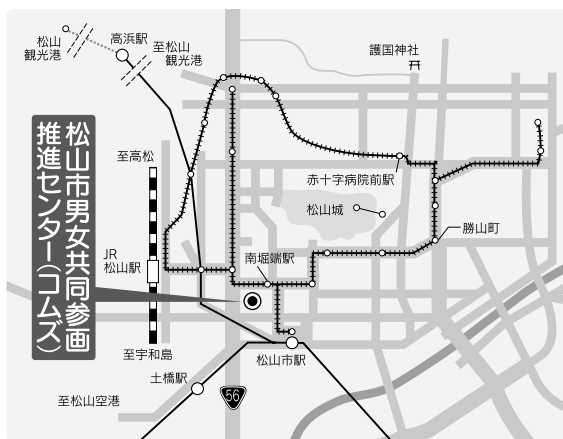 松山
観光港
高浜駅
至松山
観光港
護国神社
松山市男女共同参画
推進センター(コムズ)
至高松
赤十字病院前駅
松山城
勝山町
JR
松山駅
南堀端駅
至宇和島
松山市駅
土橋駅
至松山空港
56